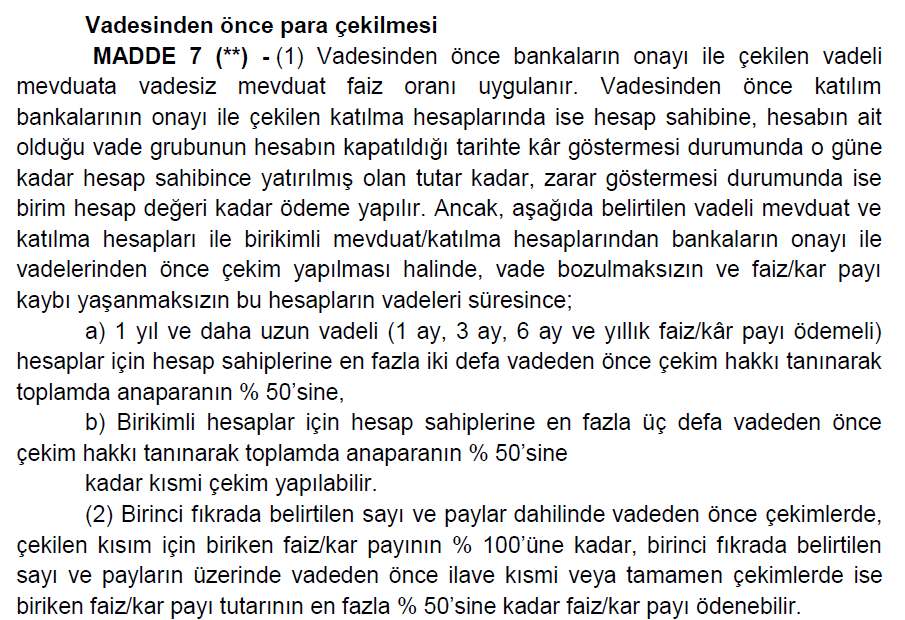 Vadesinden önce para çekilmesi
MADDE 7 (**) - (1) Vadesinden önce bankaların onayı ile çekilen vadeli
mevduata vadesiz mevduat faiz oranı uygulanır. Vadesinden önce katılım
bankalarının onayı ile çekilen katılma hesaplarında ise hesap sahibine, hesabın ait
olduğu vade grubunun hesabın kapatıldığı tarihte kâr göstermesi durumunda o güne
kadar hesap sahibince yatırılmış olan tutar kadar, zarar göstermesi durumunda ise
birim hesap değeri kadar ödeme yapılır. Ancak, aşağıda belirtilen vadeli mevduat ve
katılma hesapları ile birikimli mevduat/katılma hesaplarından bankaların onayı ile
vadelerinden önce çekim yapılması halinde, vade bozulmaksızın ve faiz/kar payı
kaybı yaşanmaksızın bu hesapların vadeleri süresince;
a) 1 yıl ve daha uzun vadeli (1 ay, 3 ay, 6 ay ve yıllık faiz/kâr payı ödemeli)
hesaplar için hesap sahiplerine en fazla iki defa vadeden önce çekim hakkı tanınarak
toplamda anaparanın % 50’sine,
b) Birikimli hesaplar için hesap sahiplerine en fazla üç defa vadeden önce
çekim hakkı tanınarak toplamda anaparanın % 50’sine
kadar kısmi çekim yapılabilir.
(2) Birinci fıkrada belirtilen sayı ve paylar dahilinde vadeden önce çekimlerde,
çekilen kısım için biriken faiz/kar payının % 100’üne kadar, birinci fıkrada belirtilen
sayı ve payların üzerinde vadeden önce ilave kısmi veya tamamen çekimlerde ise
biriken faiz/kar payı tutarının en fazla % 50’sine kadar faiz/kar payı ödenebilir.